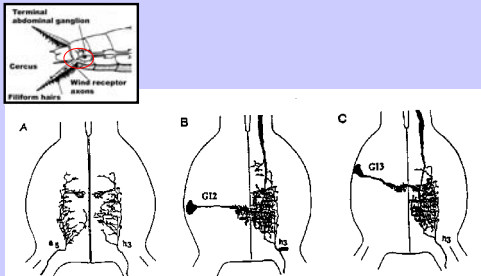 Terminal
abdominal ganglion
Cercus
Wind receptor
axons
Filiform hairs
A
B
C
GI2
GI3
h3
h3
h3